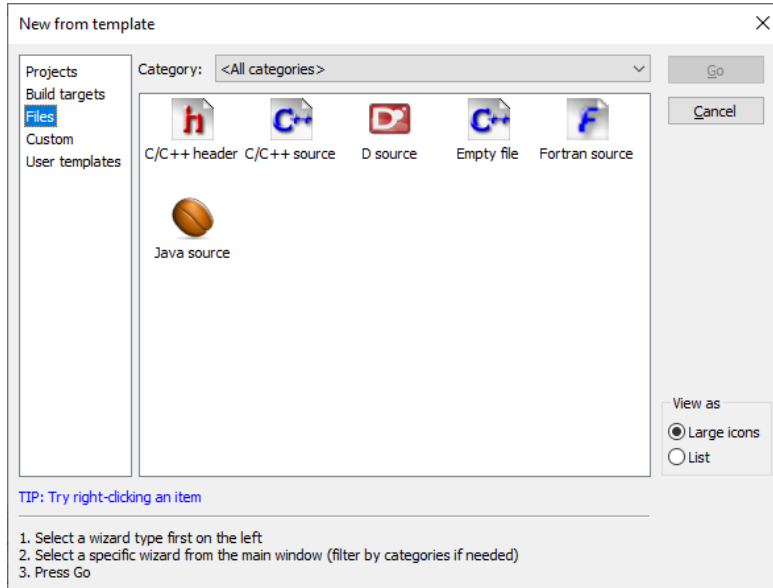 New from template
Projects
Build targets
Files
Custom
User templates
Category: <All categories>
Go
Cancel
C/C++ header C/C++ source D source Empty file Fortran source
Java source
View as
Large icons
List
TIP: Try right-clicking an item
1. Select a wizard type first on the left
2. Select a specific wizard from the main window (filter by categories if needed)
3. Press Go